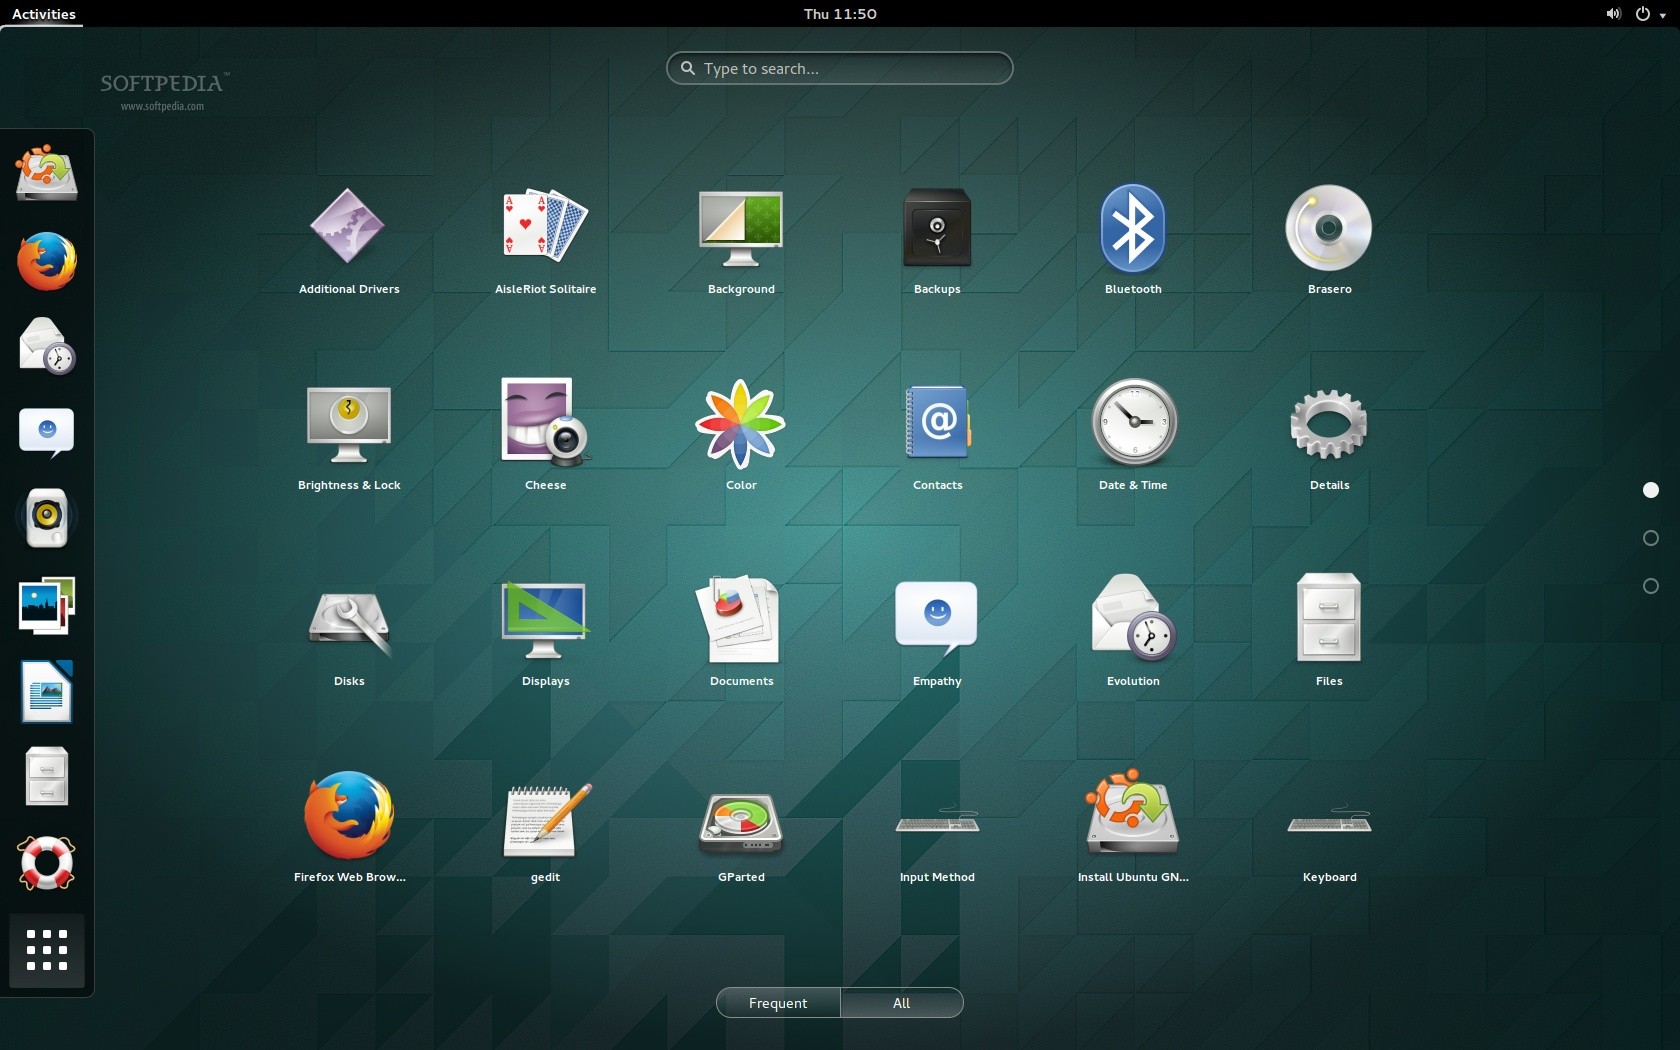 Activities
Thu 11:50
SOFTPEDIA™
www.softpedia.com
Type to search...
Additional Drivers
AisleRiot Solitaire
Background
Backups
Bluetooth
Brasero
Brightness & Lock
Cheese
Color
Contacts
Date & Time
Details
Disks
Displays
Documents
Empathy
Evolution
Files
Firefox Web Brow...
gedit
GParted
Input Method
Install Ubuntu GN...
Keyboard
Frequent
All